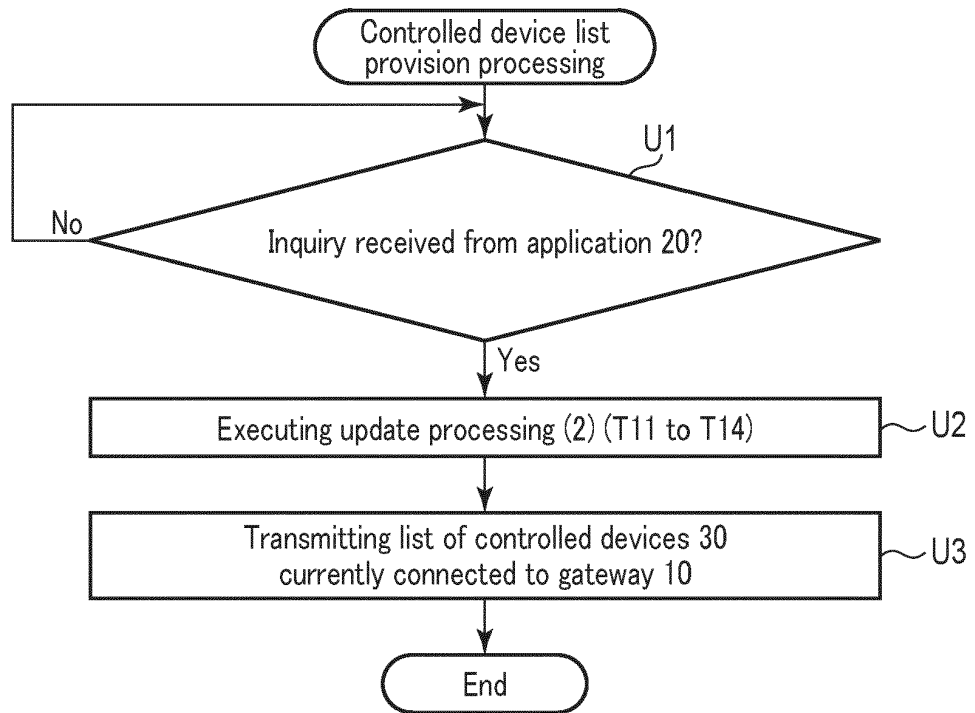 Controlled device list
provision processing
U1
No
Inquiry received from application 20?
Yes
Executing update processing (2) (T11 to T14)
U2
Transmitting list of controlled devices 30
currently connected to gateway 10
U3
End